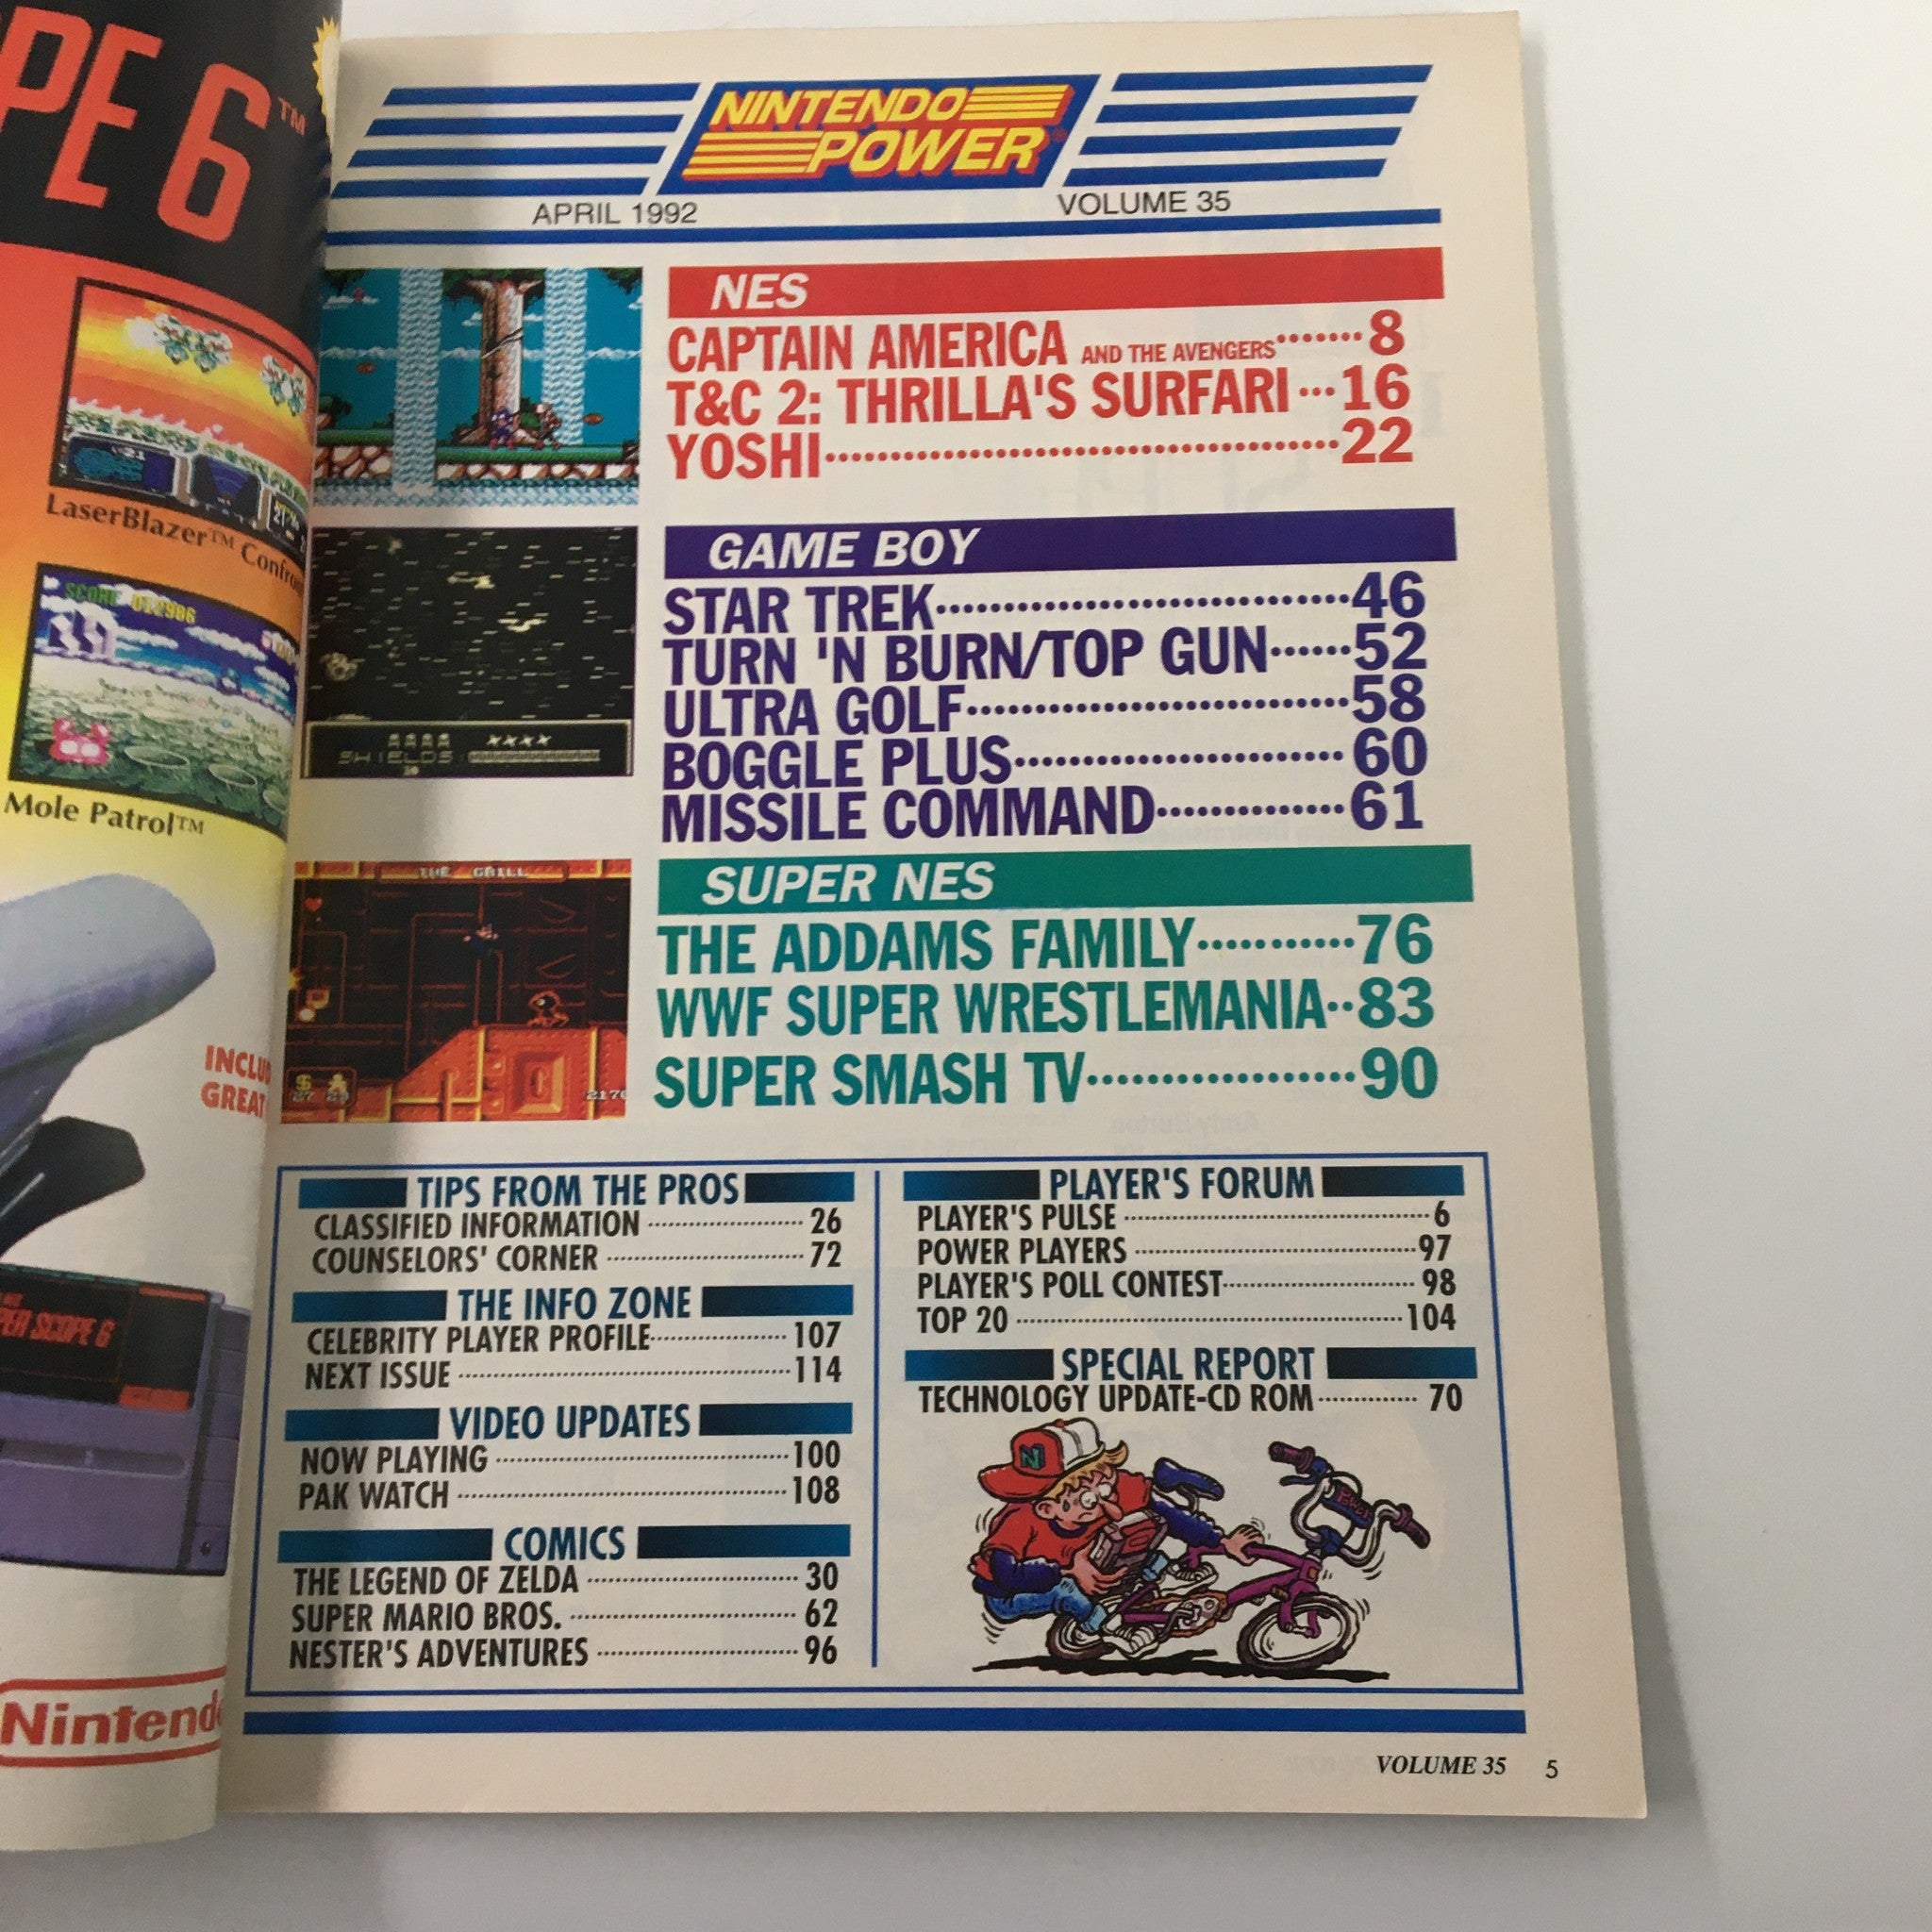 PE 6™
LaserBlazer™ Confro
SCORE 012986
Mole Patrol™
INCLU
GREAT
PER SCOPE 6
Nintend
NINTENDO
POWER
APRIL 1992
VOLUME 35
NES
CAPTAIN AMERICA AND THE AVENGERS.......8
T&C 2: THRILLA'S SURFARI...16
YOSHI......................................22
SHIELDS
GAME BOY
STAR TREK..............................46
TURN 'N BURN/TOP GUN......52
ULTRA GOLF............................58
BOGGLE PLUS........................60
MISSILE COMMAND..............61
THE GRILL
2170
SUPER NES
THE ADDAMS FAMILY...........76
WWF SUPER WRESTLEMANIA..83
SUPER SMASH TV..................90
TIPS FROM THE PROS
CLASSIFIED INFORMATION ....................... 26
COUNSELORS' CORNER ............................. 72
THE INFO ZONE
CELEBRITY PLAYER PROFILE.................... 107
NEXT ISSUE ................................................. 114
VIDEO UPDATES
NOW PLAYING ........................................... 100
PAK WATCH ................................................ 108
COMICS
THE LEGEND OF ZELDA ............................... 30
SUPER MARIO BROS. ................................. 62
NESTER'S ADVENTURES ............................. 96
PLAYER'S FORUM
PLAYER'S PULSE ............................................. 6
POWER PLAYERS .........................................97
PLAYER'S POLL CONTEST............................ 98
TOP 20 .........................................................104
SPECIAL REPORT
TECHNOLOGY UPDATE-CD ROM............... 70
N
POWER
VOLUME 35 5